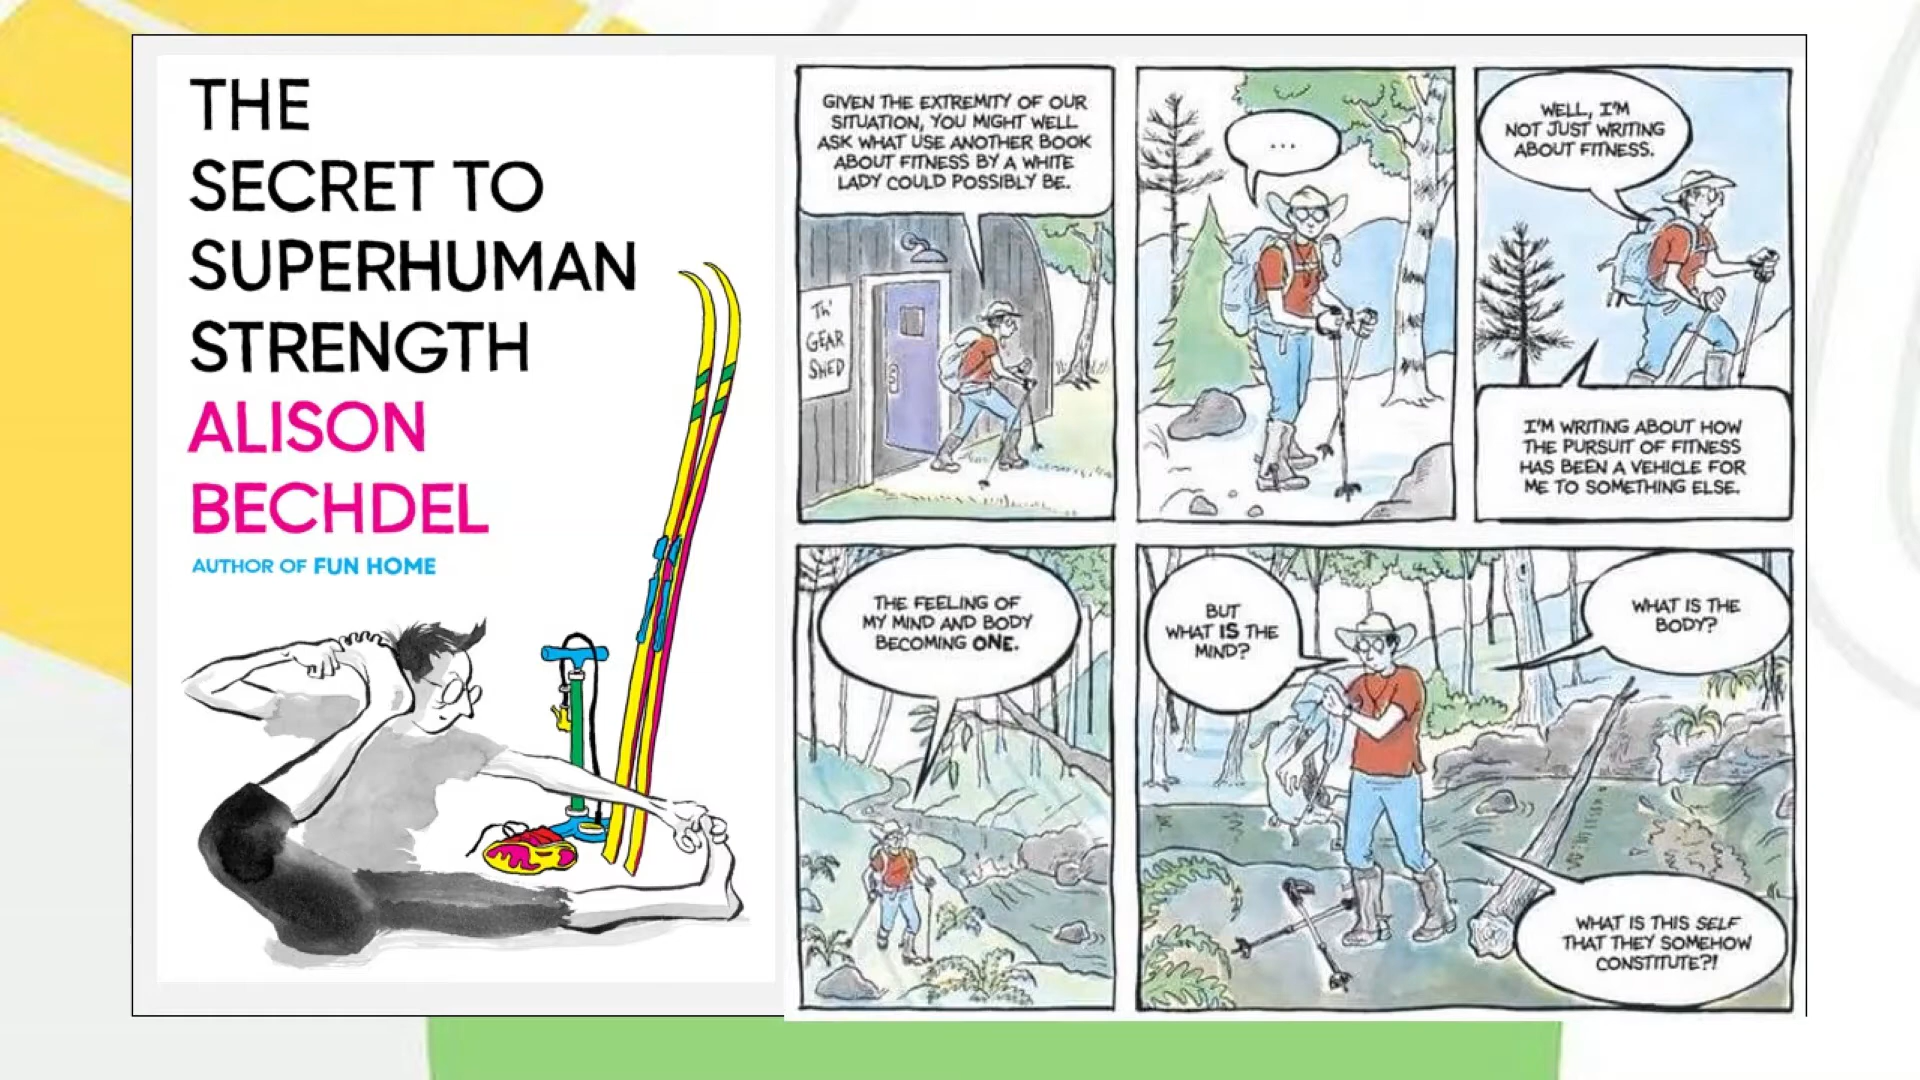 THE
SECRET TO
SUPERHUMAN
STRENGTH
ALISON
BECHDEL
AUTHOR OF FUN HOME
GIVEN THE EXTREMITY OF OUR
SITUATION, YOU MIGHT WELL
ASK WHAT USE ANOTHER BOOK
ABOUT FITNESS BY A WHITE
LADY COULD POSSIBLY BE.
Th'
GEAR
SHED
...
WELL, I'M
NOT JUST WRITING
ABOUT FITNESS.
I'M WRITING ABOUT HOW
THE PURSUIT OF FITNESS
HAS BEEN A VEHICLE FOR
ME TO SOMETHING ELSE.
THE FEELING OF
MY MIND AND BODY
BECOMING ONE.
BUT
WHAT IS THE
MIND?
WHAT IS THE
BODY?
WHAT IS THIS SELF
THAT THEY SOMEHOW
CONSTITUTE?!